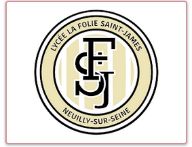 LYCÉE LA FOLIE SAINT-JAMES
FSJ
NEUILLY-SUR-SEINE